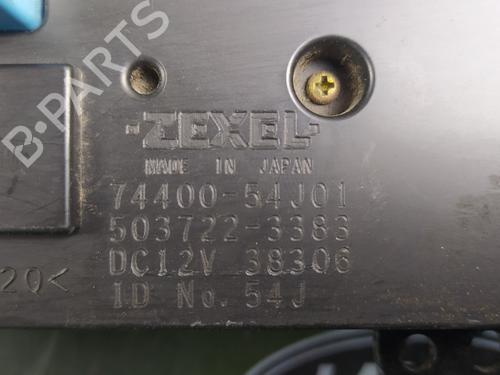 -ZEXEL-
MADE IN JAPAN
74400-54J01
503722-3383
DC12V 38306
ID No. 54J
20<
B-PARTS